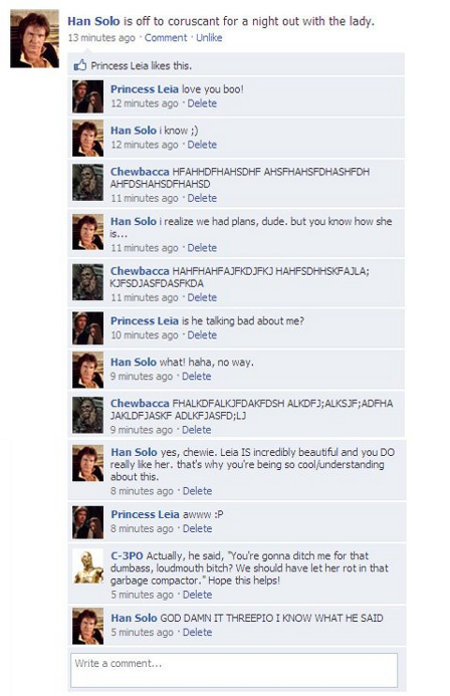 Han Solo is off to coruscant for a night out with the lady.
13 minutes ago · Comment · Unlike
Princess Leia likes this.
Princess Leia love you boo!
12 minutes ago · Delete
Han Solo i know ;)
12 minutes ago · Delete
Chewbacca HFAHHDFHAHSDHF AHSFHAHSFDHASHFDH
AHFDSHAHSDFHAHSD
11 minutes ago · Delete
Han Solo i realize we had plans, dude. but you know how she
is...
11 minutes ago · Delete
Chewbacca HAHFHAHFAJFKDJFKJ HAHFSDHHSKFAJLA;
KJFSDJASFDASFKDA
11 minutes ago · Delete
Princess Leia is he talking bad about me?
10 minutes ago · Delete
Han Solo what! haha, no way.
9 minutes ago · Delete
Chewbacca FHALKDFALKJFDAKFDSH ALKDFJ;ALKSJF;ADFHA
JAKLDFJASKF ADLKFJASFD;LJ
9 minutes ago · Delete
Han Solo yes, chewie. Leia IS incredibly beautiful and you DO
really like her. that's why you're being so cool/understanding
about this.
8 minutes ago · Delete
Princess Leia awww :P
8 minutes ago · Delete
C-3PO Actually, he said, "You're gonna ditch me for that
dumbass, loudmouth bitch? We should have let her rot in that
garbage compactor." Hope this helps!
5 minutes ago · Delete
Han Solo GOD DAMN IT THREEPIO I KNOW WHAT HE SAID
5 minutes ago · Delete
Write a comment...